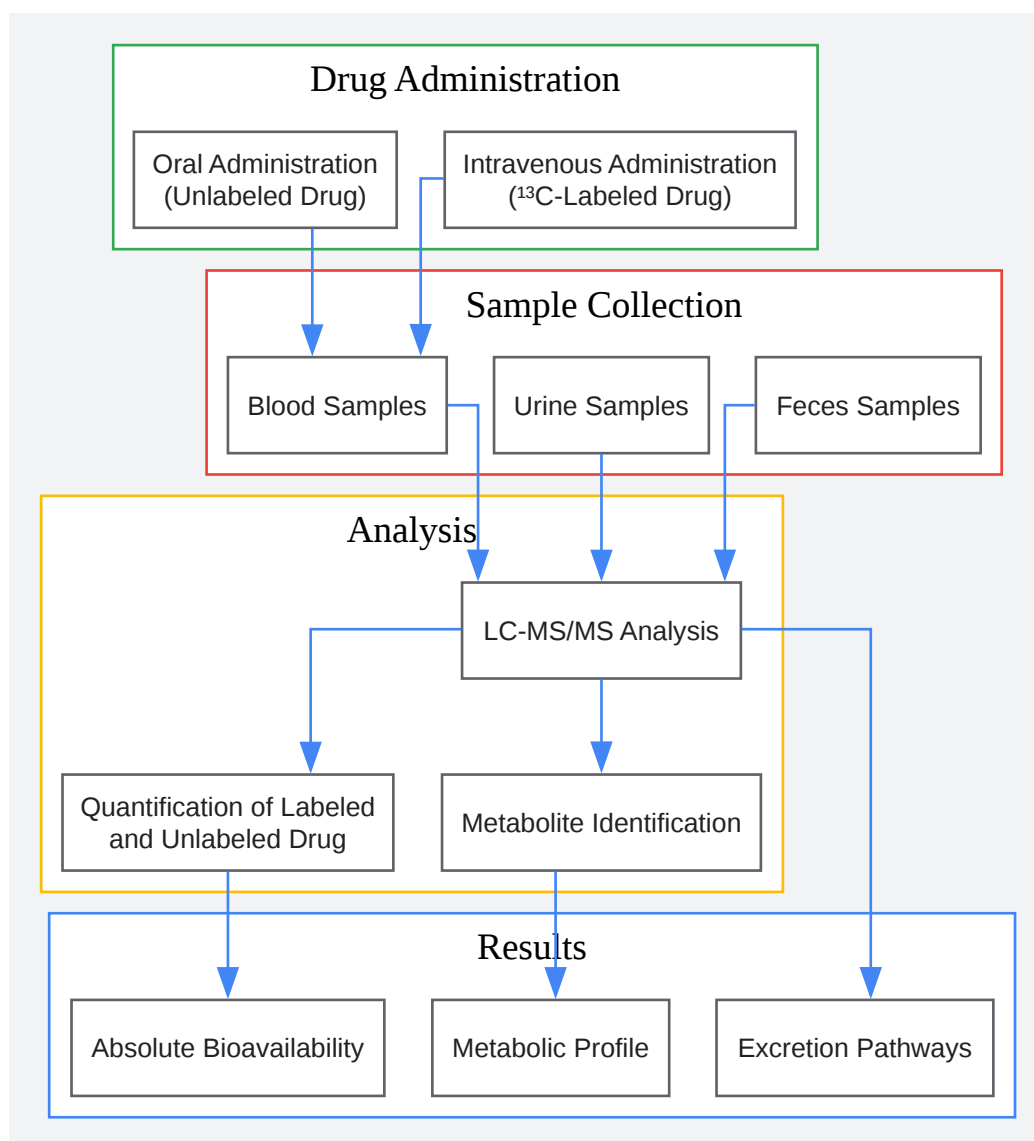 Drug Administration
Oral Administration
(Unlabeled Drug)
Intravenous Administration
(¹³C-Labeled Drug)
Sample Collection
Blood Samples
Urine Samples
Feces Samples
Analysis
LC-MS/MS Analysis
Quantification of Labeled
and Unlabeled Drug
Metabolite Identification
Results
Absolute Bioavailability
Metabolic Profile
Excretion Pathways